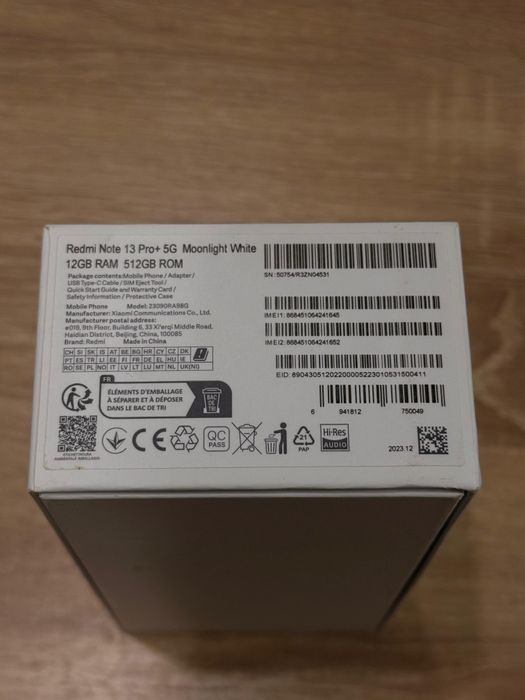 Redmi Note 13 Pro+ 5G Moonlight White
12GB RAM 512GB ROM
Package contents:Mobile Phone / Adapter /
USB Type-C Cable / SIM Eject Tool /
Quick Start Guide and Warranty Card /
Safety Information / Protective Case
Mobile Phone Model: 23090RA98G
Manufacturer: Xiaomi Communications Co., Ltd.
Manufacturer postal address:
#019, 9th Floor, Building 6, 33 Xi'erqi Middle Road,
Haidian District, Beijing, China, 100085
Brand: Redmi Made in China
CH SI SK IS AT BE BG HR CY CZ DK
PT ES TR LI EE FI FR DE EL HU IE
RO SE PL NO IT LV LT LU MT NL UK(NI)
SN: 50754/R3ZN04531
IMEI1: 868451064241645
IMEI2: 868451064241652
EID: 89043051202200005223010531500411
6 941812 750049
FR
ÉLÉMENTS D'EMBALLAGE
À SÉPARER ET À DÉPOSER
DANS LE BAC DE TRI
BAC
DE
TRI
CE
QC
PASS
21
PAP
Hi-Res
AUDIO
2023.12